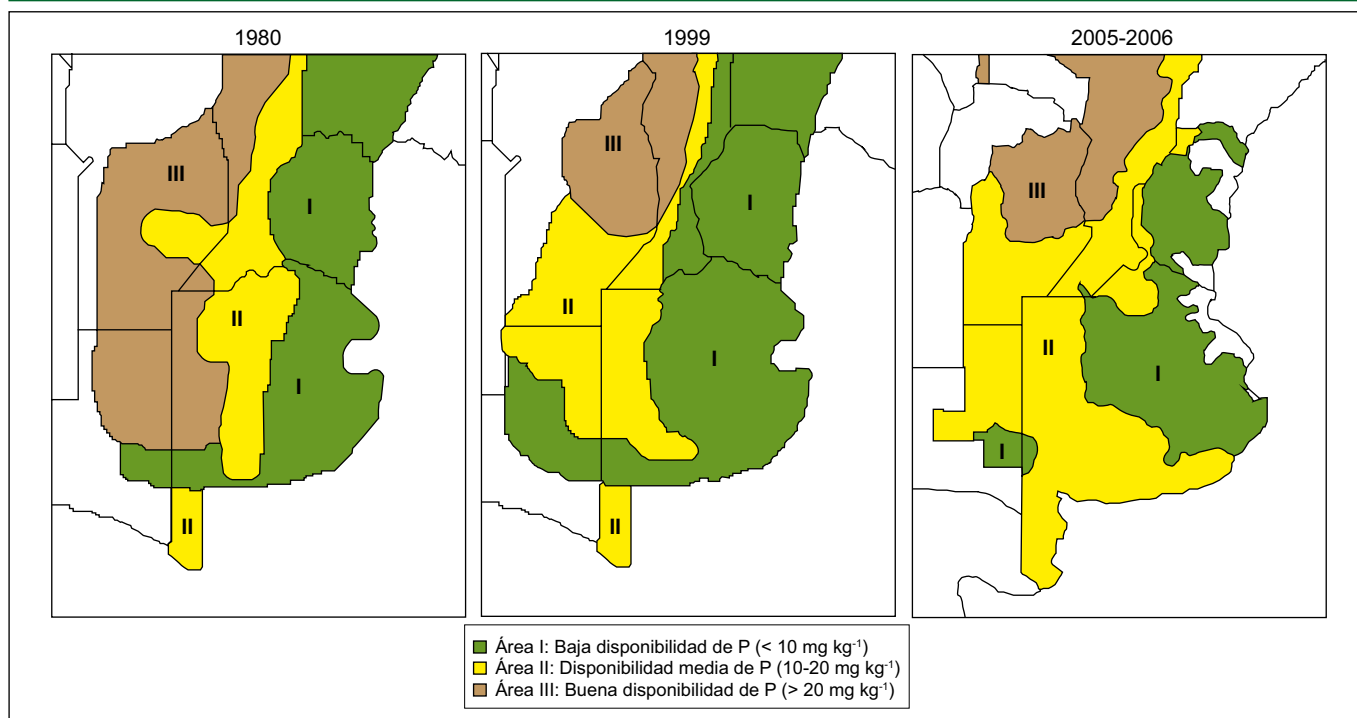 1980
1999
2005-2006
III
I
II
I
II
III
I
II
I
II
III
II
I
I
Área I: Baja disponibilidad de P (< 10 mg kg⁻¹)
Área II: Disponibilidad media de P (10-20 mg kg⁻¹)
Área III: Buena disponibilidad de P (> 20 mg kg⁻¹)